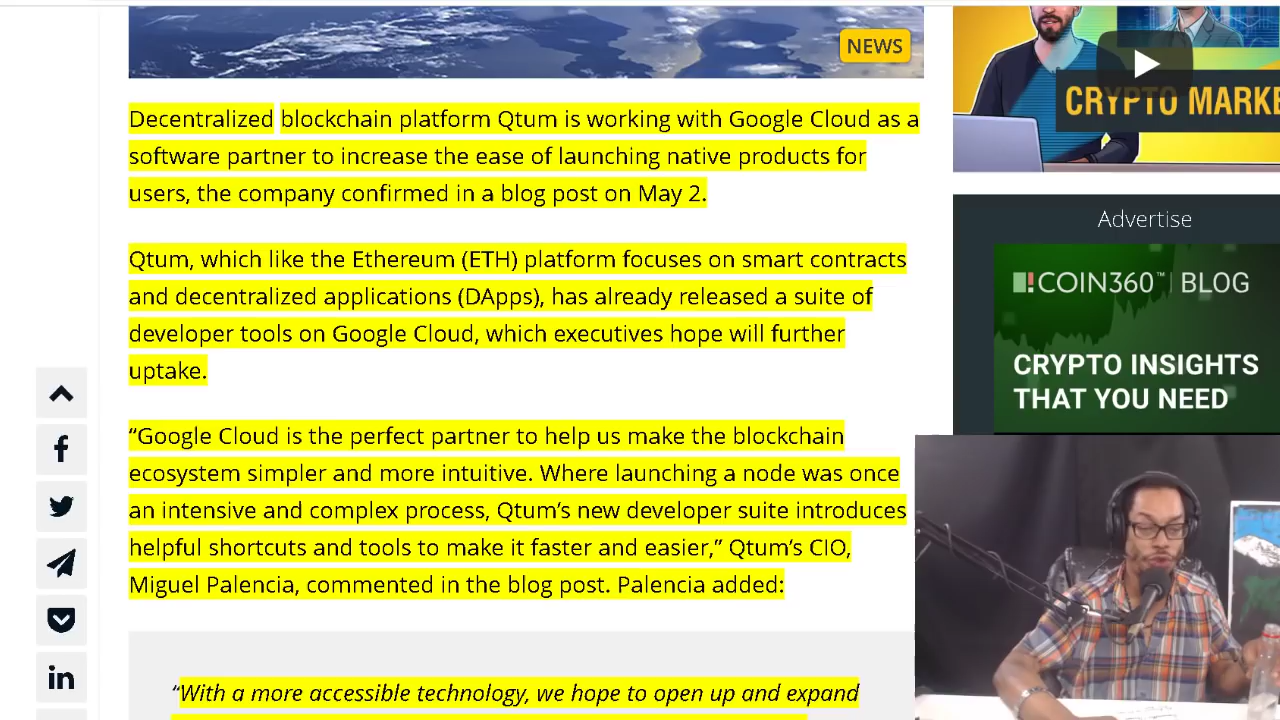 NEWS
Decentralized blockchain platform Qtum is working with Google Cloud as a
software partner to increase the ease of launching native products for
users, the company confirmed in a blog post on May 2.
Qtum, which like the Ethereum (ETH) platform focuses on smart contracts
and decentralized applications (DApps), has already released a suite of
developer tools on Google Cloud, which executives hope will further
uptake.
“Google Cloud is the perfect partner to help us make the blockchain
ecosystem simpler and more intuitive. Where launching a node was once
an intensive and complex process, Qtum’s new developer suite introduces
helpful shortcuts and tools to make it faster and easier,” Qtum’s CIO,
Miguel Palencia, commented in the blog post. Palencia added:
“With a more accessible technology, we hope to open up and expand
CRYPTO MARKE
Advertise
COIN360™ | BLOG
CRYPTO INSIGHTS
THAT YOU NEED